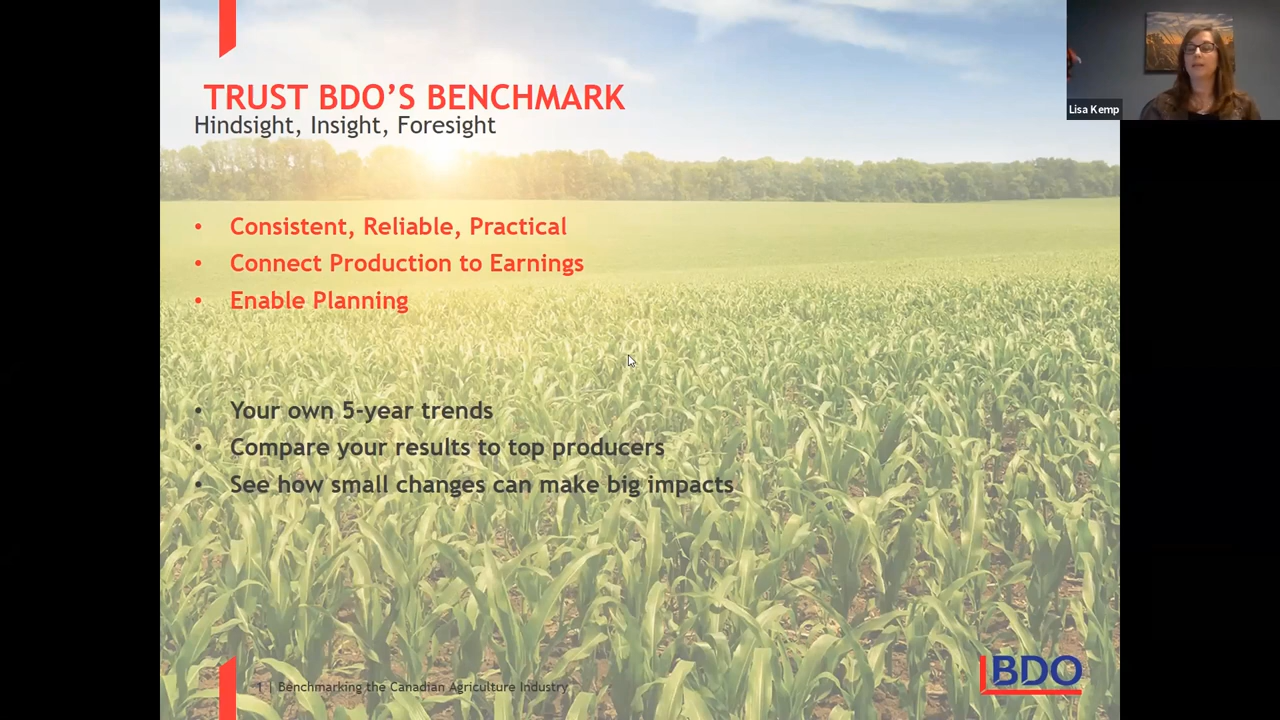 TRUST BDO'S BENCHMARK
Hindsight, Insight, Foresight
Lisa Kemp
• Consistent, Reliable, Practical
• Connect Production to Earnings
• Enable Planning
• Your own 5-year trends
• Compare your results to top producers
• See how small changes can make big impacts
1 | Benchmarking the Canadian Agriculture Industry
BDO